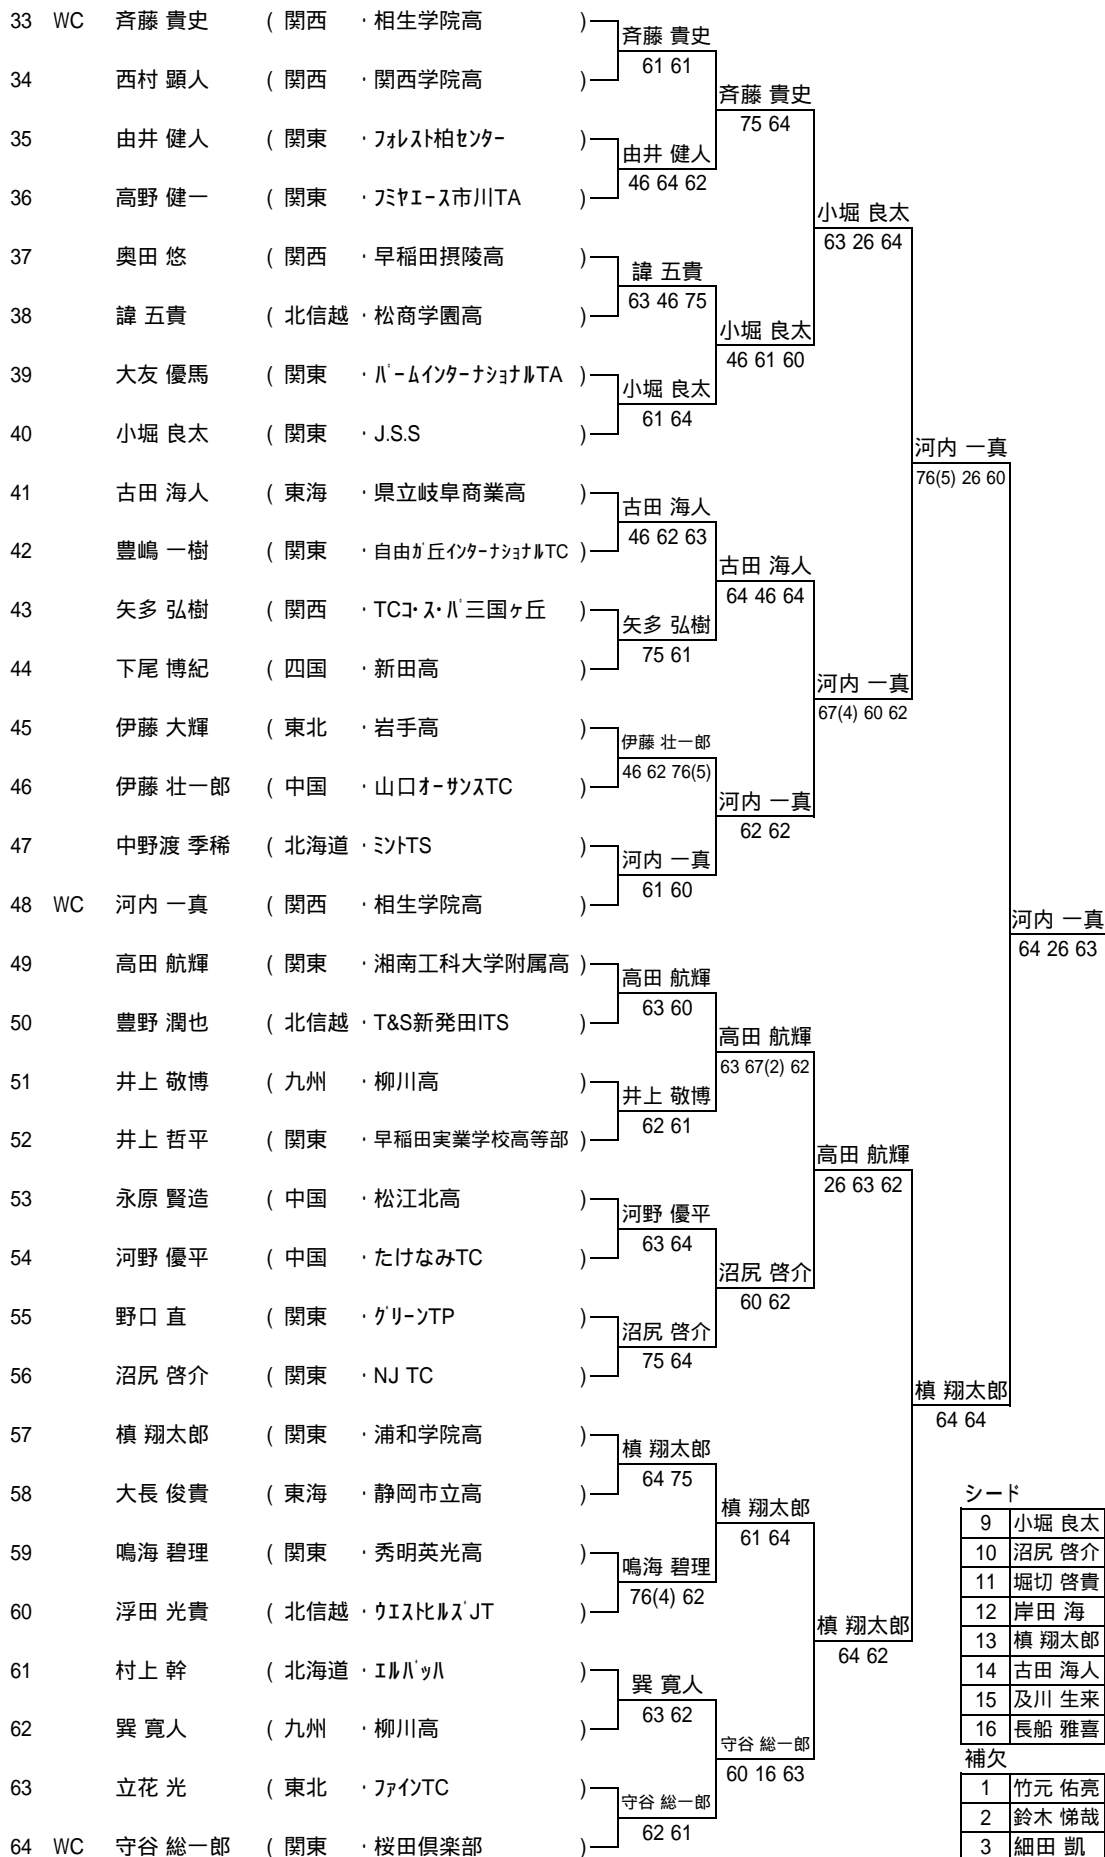 33 WC 斉藤 貴史 ( 関西 ・相生学院高 )
34 西村 顕人 ( 関西 ・関西学院高 )
35 由井 健人 ( 関東 ・フォレスト柏センター )
36 高野 健一 ( 関東 ・フミヤエース市川TA )
37 奥田 悠 ( 関西 ・早稲田摂陵高 )
38 諱 五貴 ( 北信越 ・松商学園高 )
39 大友 優馬 ( 関東 ・パームインターナショナルTA )
40 小堀 良太 ( 関東 ・J.S.S )
41 古田 海人 ( 東海 ・県立岐阜商業高 )
42 豊嶋 一樹 ( 関東 ・自由が丘インターナショナルTC )
43 矢多 弘樹 ( 関西 ・TCコ・ス・パ三国ヶ丘 )
44 下尾 博紀 ( 四国 ・新田高 )
45 伊藤 大輝 ( 東北 ・岩手高 )
46 伊藤 壮一郎 ( 中国 ・山口オーサンスTC )
47 中野渡 季稀 ( 北海道 ・ミントTS )
48 WC 河内 一真 ( 関西 ・相生学院高 )
49 高田 航輝 ( 関東 ・湘南工科大学附属高 )
50 豊野 潤也 ( 北信越 ・T&S新発田ITS )
51 井上 敬博 ( 九州 ・柳川高 )
52 井上 哲平 ( 関東 ・早稲田実業学校高等部 )
53 永原 賢造 ( 中国 ・松江北高 )
54 河野 優平 ( 中国 ・たけなみTC )
55 野口 直 ( 関東 ・グリーンTP )
56 沼尻 啓介 ( 関東 ・NJ TC )
57 槙 翔太郎 ( 関東 ・浦和学院高 )
58 大長 俊貴 ( 東海 ・静岡市立高 )
59 鳴海 碧理 ( 関東 ・秀明英光高 )
60 浮田 光貴 ( 北信越 ・ウエストヒルズJT )
61 村上 幹 ( 北海道 ・エルバッハ )
62 巽 寛人 ( 九州 ・柳川高 )
63 立花 光 ( 東北 ・ファインTC )
64 WC 守谷 総一郎 ( 関東 ・桜田倶楽部 )
斉藤 貴史
61 61
由井 健人
46 64 62
諱 五貴
63 46 75
小堀 良太
61 64
古田 海人
46 62 63
矢多 弘樹
75 61
伊藤 壮一郎
46 62 76(5)
河内 一真
61 60
高田 航輝
63 60
井上 敬博
62 61
河野 優平
63 64
沼尻 啓介
75 64
槙 翔太郎
64 75
鳴海 碧理
76(4) 62
巽 寛人
63 62
守谷 総一郎
62 61
斉藤 貴史
75 64
小堀 良太
46 61 60
古田 海人
64 46 64
河内 一真
62 62
高田 航輝
63 67(2) 62
沼尻 啓介
60 62
槙 翔太郎
61 64
守谷 総一郎
60 16 63
小堀 良太
63 26 64
河内 一真
67(4) 60 62
高田 航輝
26 63 62
槙 翔太郎
64 62
河内 一真
76(5) 26 60
槙 翔太郎
64 64
河内 一真
64 26 63
シード
9 小堀 良太
10 沼尻 啓介
11 堀切 啓貴
12 岸田 海
13 槙 翔太郎
14 古田 海人
15 及川 生来
16 長船 雅喜
補欠
1 竹元 佑亮
2 鈴木 悌哉
3 細田 凱